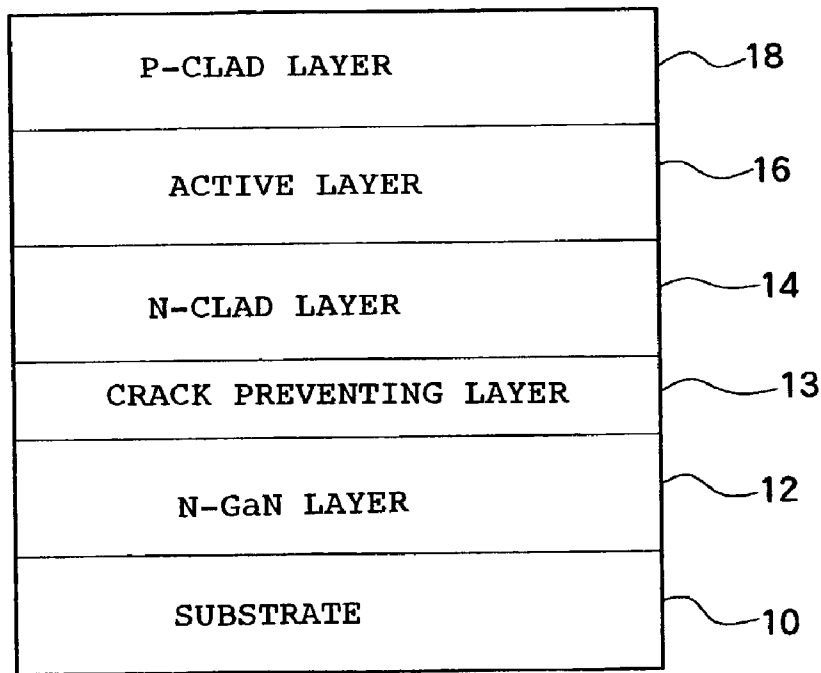 P-CLAD LAYER 18
ACTIVE LAYER 16
N-CLAD LAYER 14
CRACK PREVENTING LAYER 13
N-GaN LAYER 12
SUBSTRATE 10